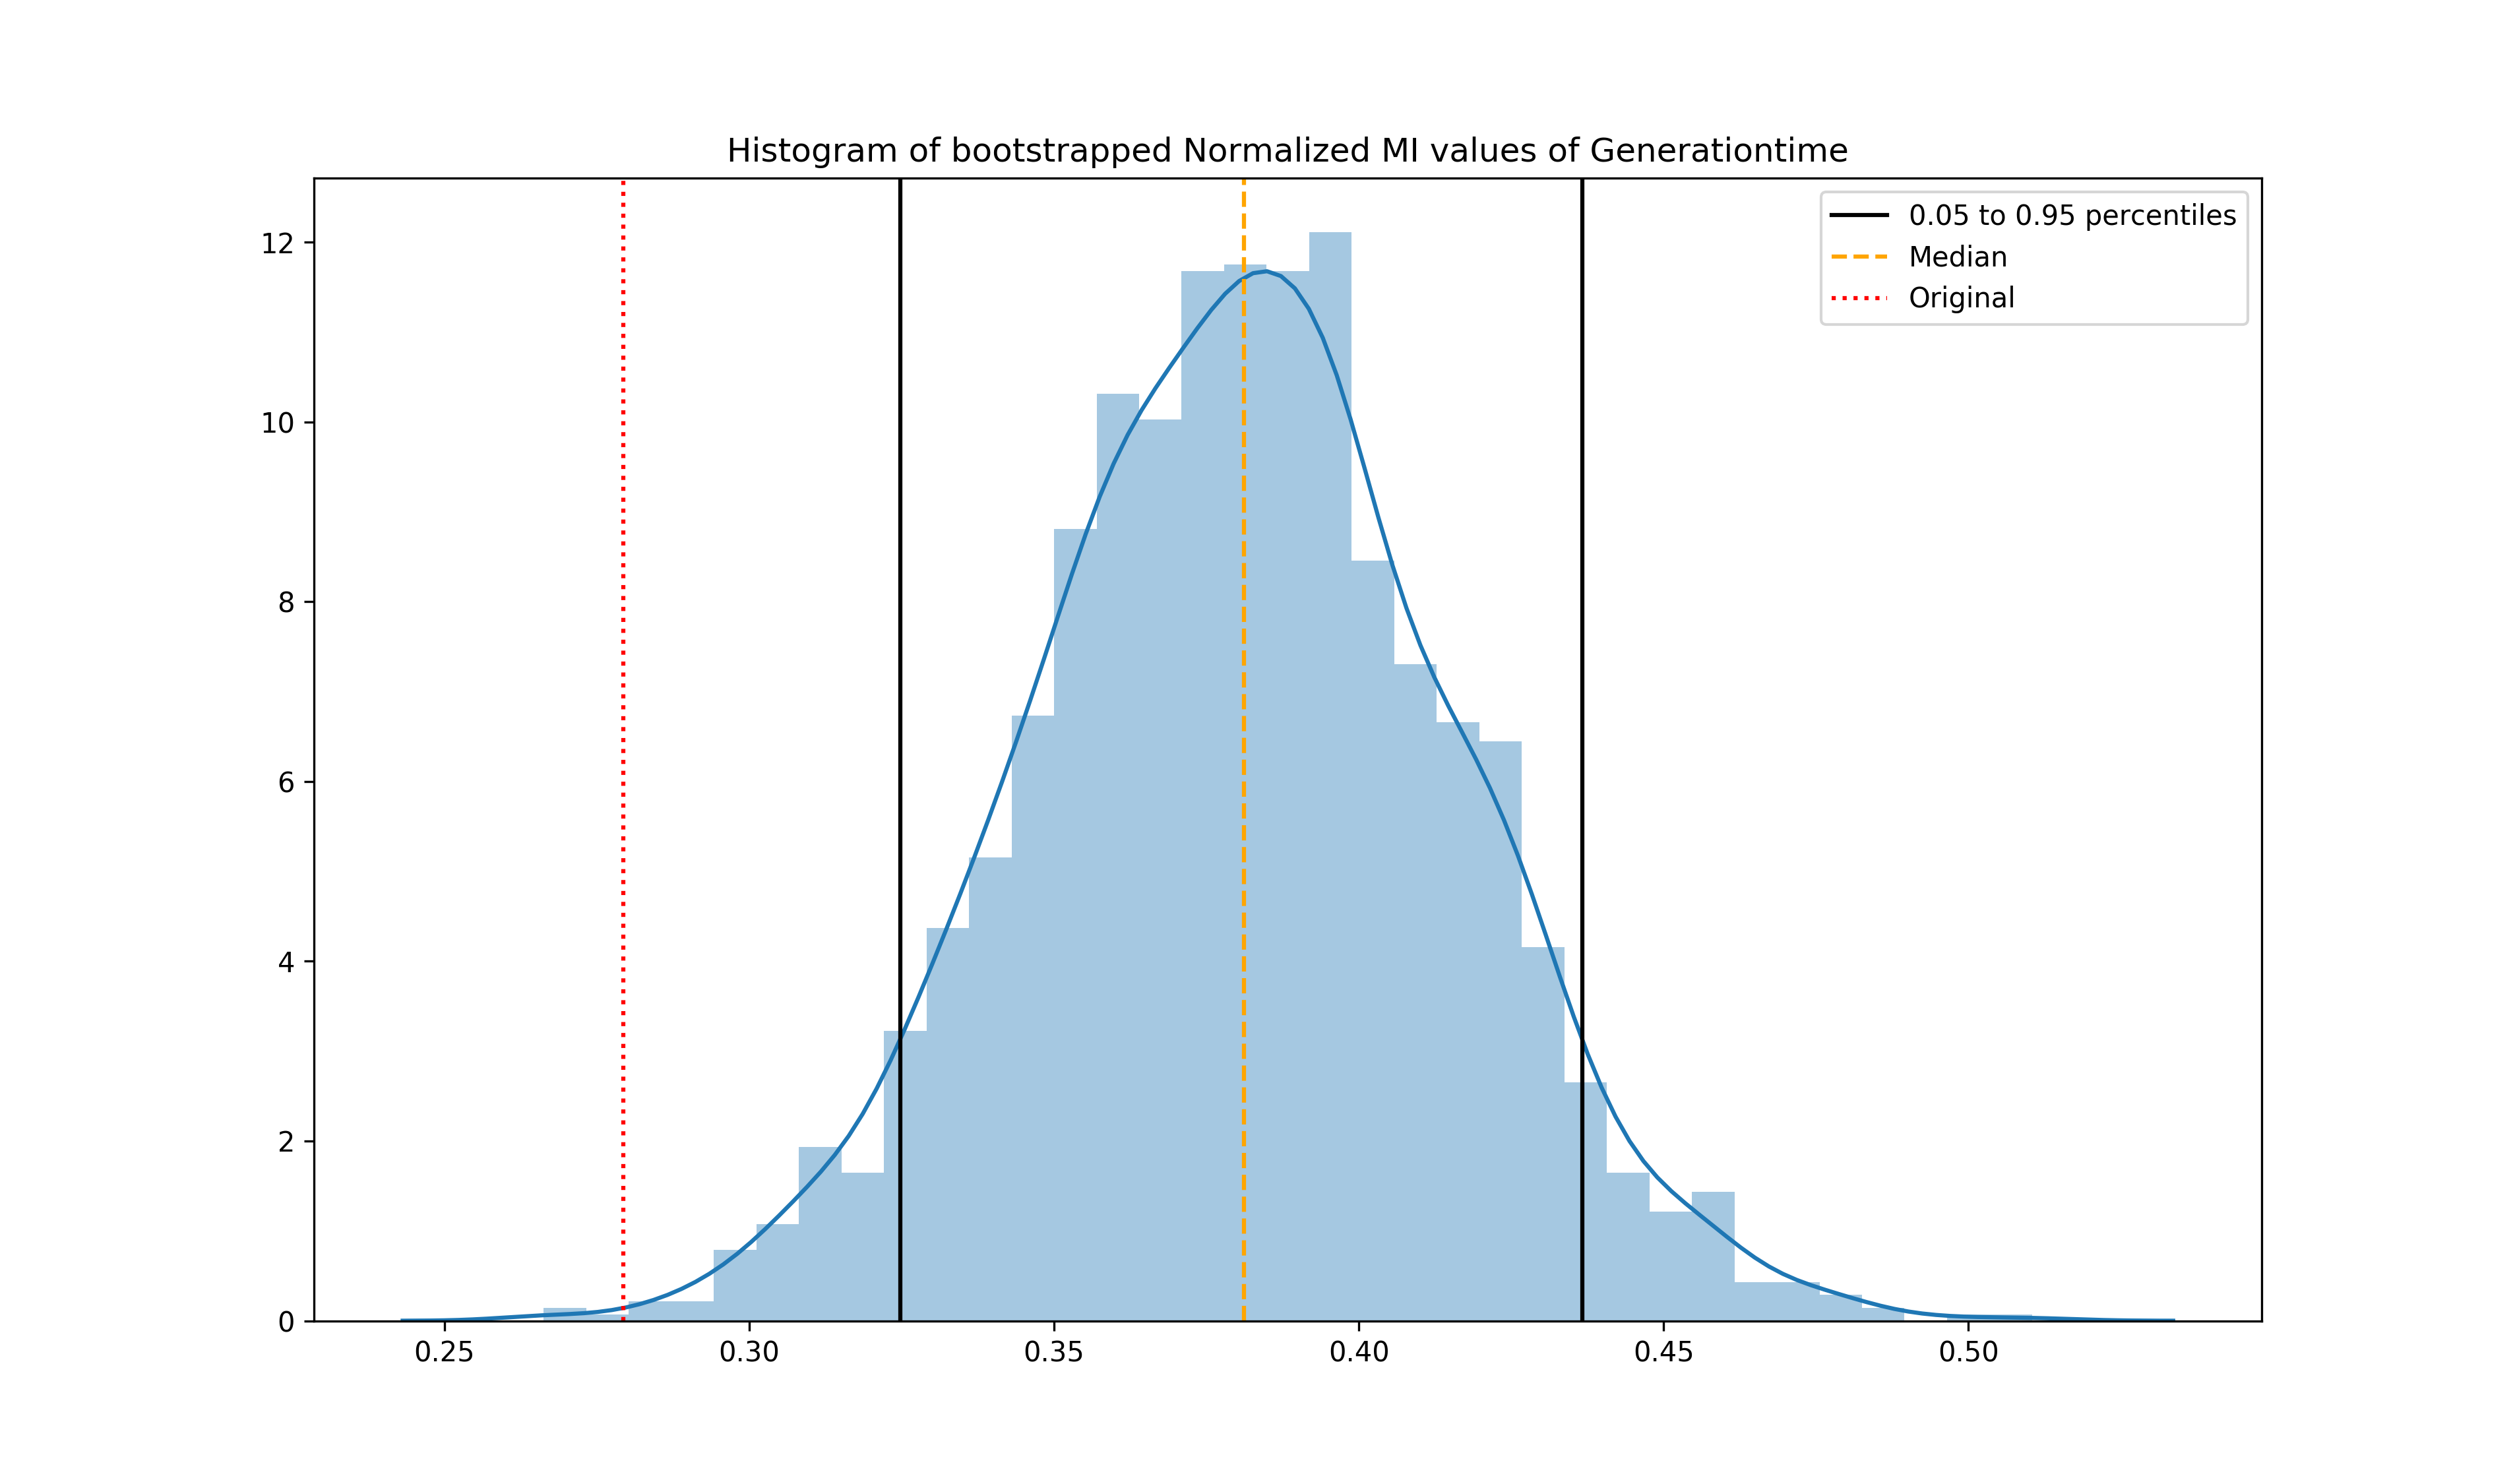 Histogram of bootstrapped Normalized MI values of Generationtime
0.05 to 0.95 percentiles
Median
Original
12
10
8
6
4
2
0
0.25 0.30 0.35 0.40 0.45 0.50